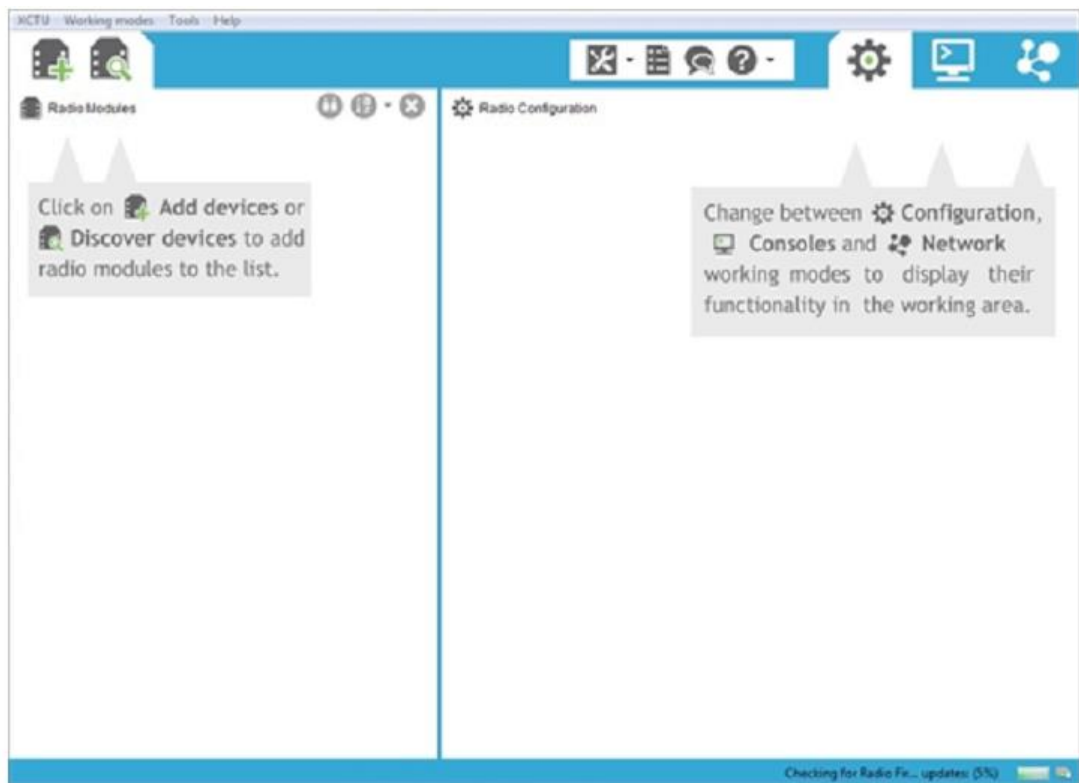 XCTU Working modes Tools Help
Radio Modules
Radio Configuration
Click on Add devices or
Discover devices to add
radio modules to the list.
Change between Configuration,
Consoles and Network
working modes to display their
functionality in the working area.
Checking for Radio Fir... updates: (5%)